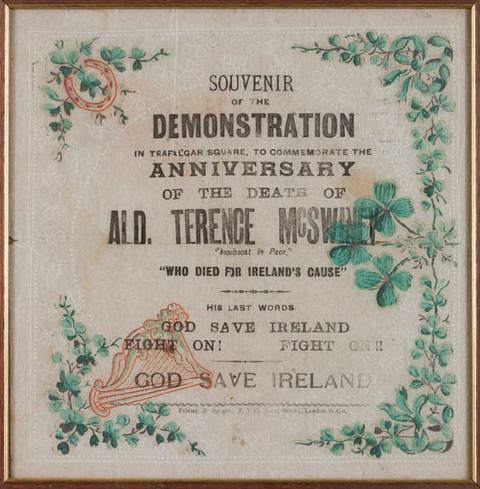 SOUVENIR
OF THE
DEMONSTRATION
IN TRAFALGAR SQUARE, TO COMMEMORATE THE
ANNIVERSARY
OF THE DEATH OF
ALD. TERENCE McSWINEY
"Requiescat In Pace,"
"WHO DIED FOR IRELAND'S CAUSE"
HIS LAST WORDS
GOD SAVE IRELAND
FIGHT ON! FIGHT ON!!
GOD SAVE IRELAND
Printer, London W.C.